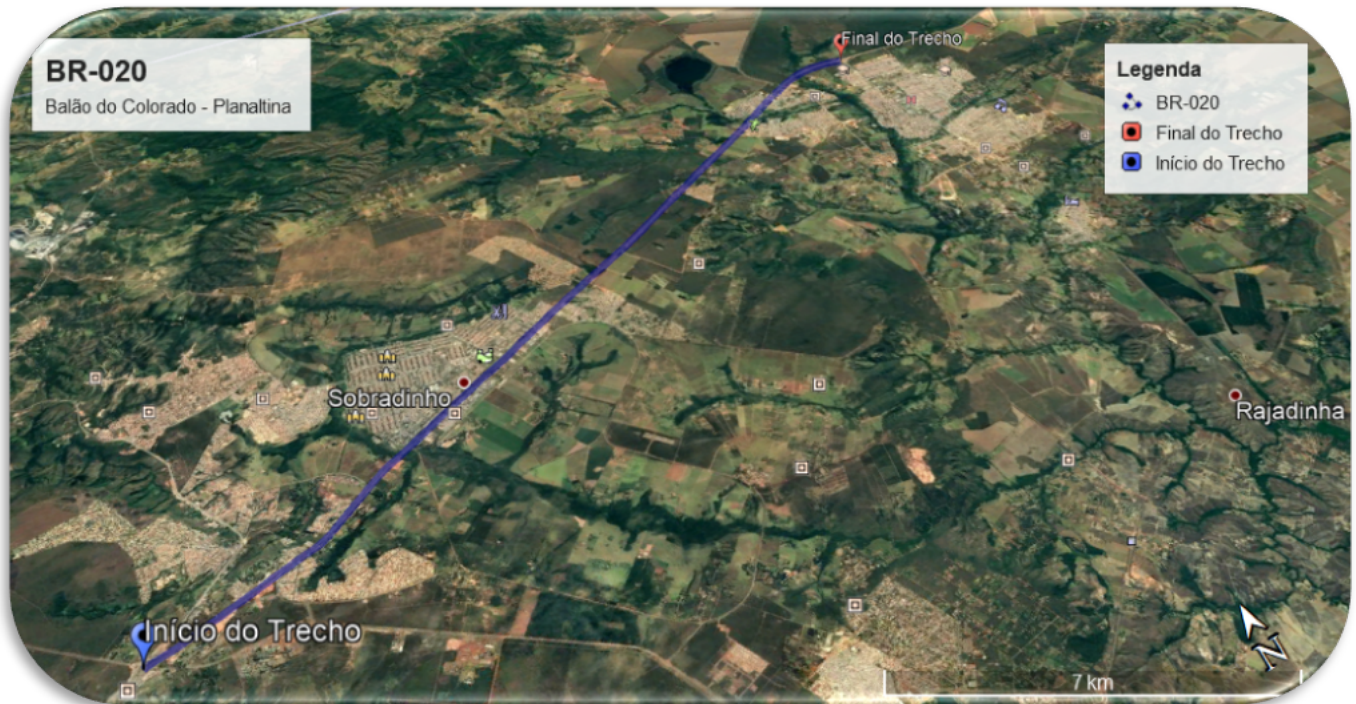 BR-020
Balão do Colorado - Planaltina
Final do Trecho
Legenda
BR-020
Final do Trecho
Início do Trecho
Sobradinho
Rajadinha
Início do Trecho
N
7 km